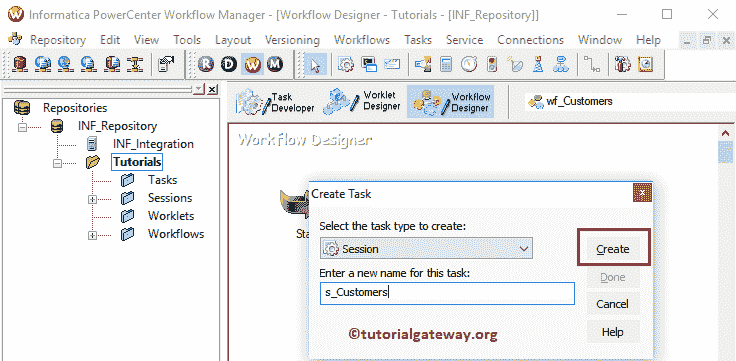 Informatica PowerCenter Workflow Manager - [Workflow Designer - Tutorials - [INF_Repository]]
Repository Edit View Tools Layout Versioning Workflows Tasks Service Connections Window Help
R D W M
Repositories
INF_Repository
INF_Integration
Tutorials
Tasks
Sessions
Worklets
Workflows
Task Developer
Worklet Designer
Workflow Designer
wf_Customers
Workflow Designer
Sta
Create Task
Select the task type to create:
Session
Create
Enter a new name for this task:
Done
s_Customers
Cancel
©tutorialgateway.org
Help